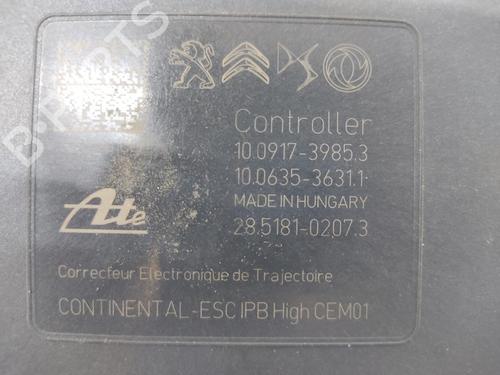 Controller
10.0917-3985.3
10.0635-3631.1
MADE IN HUNGARY
28.5181-0207.3
Ate
Correcfeur Electronique de Trajectoire
CONTINENTAL-ESC IPB High CEM01
B-PARTS